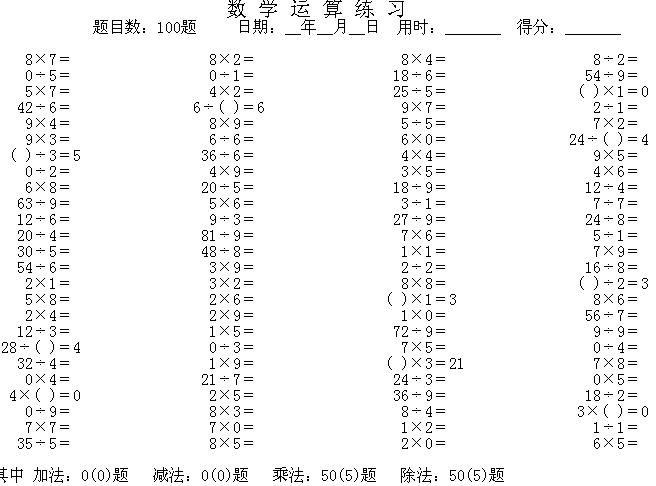 数 学 运 算 练 习
题目数: 100题 日期: __年__月__日 用时: _______ 得分: _______
8×7= 8×2= 8×4= 8÷2=
0÷5= 0÷1= 18÷6= 54÷9=
5×7= 4×2= 25÷5= ( )×1=0
42÷6= 6÷( )=6 9×7= 2÷1=
9×4= 8×9= 5÷5= 7×2=
9×3= 6÷6= 6×0= 24÷( )=4
( )÷3=5 36÷6= 4×4= 9×5=
0÷2= 4×9= 3×5= 4×6=
6×8= 20÷5= 18÷9= 12÷4=
63÷9= 5×6= 3÷1= 7÷7=
12÷6= 9÷3= 27÷9= 24÷8=
20÷4= 81÷9= 7×6= 5÷1=
30÷5= 48÷8= 1×1= 7×9=
54÷6= 3×9= 2÷2= 16÷8=
2×1= 3×2= 8×8= ( )÷2=3
5×8= 2×6= ( )×1=3 8×6=
2×4= 2×9= 1×0= 56÷7=
12÷3= 1×5= 72÷9= 9÷9=
28÷( )=4 0÷3= 7×5= 0÷4=
32÷4= 1×9= ( )×3=21 7×8=
0×4= 21÷7= 24÷3= 0×5=
4×( )=0 2×5= 36÷9= 18÷2=
0÷9= 8×3= 8÷4= 3×( )=0
7×7= 7×0= 1×2= 1÷1=
35÷5= 8×5= 2×0= 6×5=
其中 加法: 0(0)题 减法: 0(0)题 乘法: 50(5)题 除法: 50(5)题